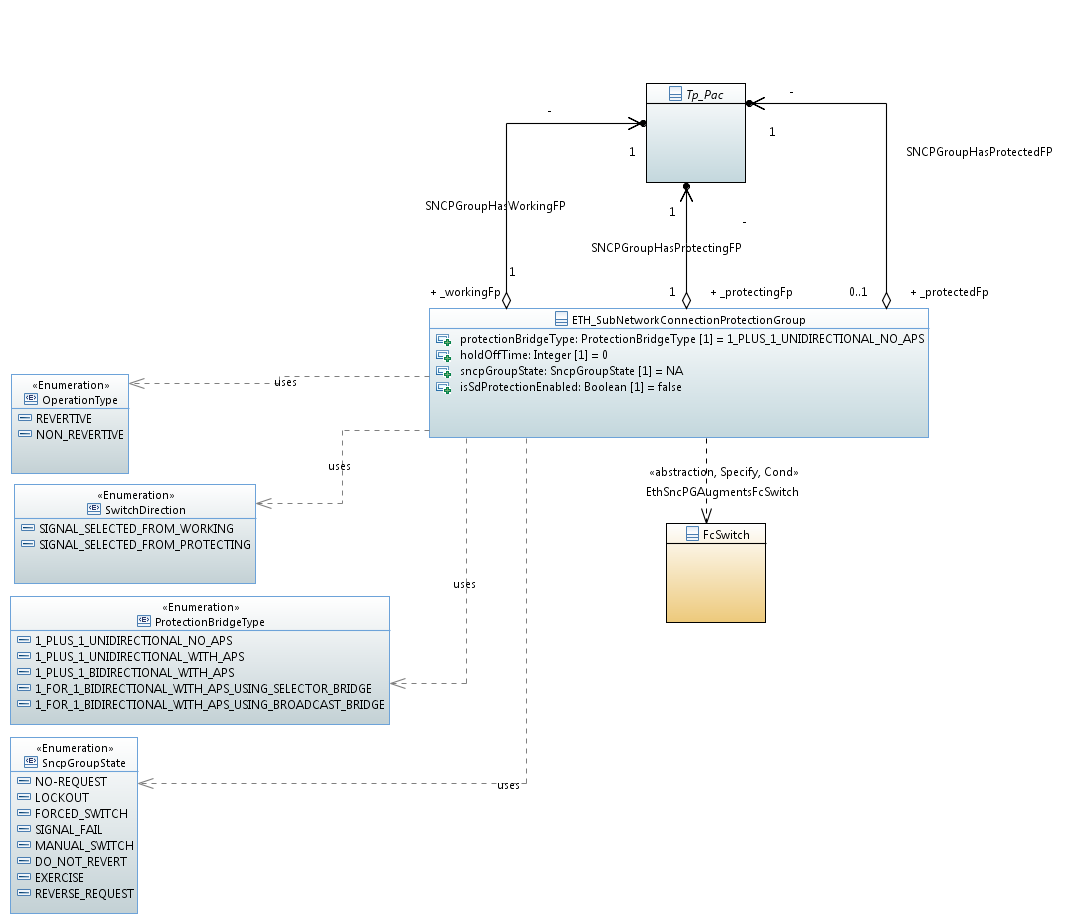 Tp_Pac
-
-
1
1
SNCPGroupHasProtectedFP
SNCPGroupHasWorkingFP
1
-
SNCPGroupHasProtectingFP
1
+ _workingFp
1
+ _protectingFp
0..1
+ _protectedFp
ETH_SubNetworkConnectionProtectionGroup
protectionBridgeType: ProtectionBridgeType [1] = 1_PLUS_1_UNIDIRECTIONAL_NO_APS
holdOffTime: Integer [1] = 0
sncpGroupState: SncpGroupState [1] = NA
isSdProtectionEnabled: Boolean [1] = false
uses
«Enumeration»
OperationType
REVERTIVE
NON_REVERTIVE
uses
«abstraction, Specify, Cond»
EthSncPGAugmentsFcSwitch
«Enumeration»
SwitchDirection
SIGNAL_SELECTED_FROM_WORKING
SIGNAL_SELECTED_FROM_PROTECTING
FcSwitch
uses
«Enumeration»
ProtectionBridgeType
1_PLUS_1_UNIDIRECTIONAL_NO_APS
1_PLUS_1_UNIDIRECTIONAL_WITH_APS
1_PLUS_1_BIDIRECTIONAL_WITH_APS
1_FOR_1_BIDIRECTIONAL_WITH_APS_USING_SELECTOR_BRIDGE
1_FOR_1_BIDIRECTIONAL_WITH_APS_USING_BROADCAST_BRIDGE
«Enumeration»
SncpGroupState
NO-REQUEST
LOCKOUT
FORCED_SWITCH
SIGNAL_FAIL
MANUAL_SWITCH
DO_NOT_REVERT
EXERCISE
REVERSE_REQUEST
uses